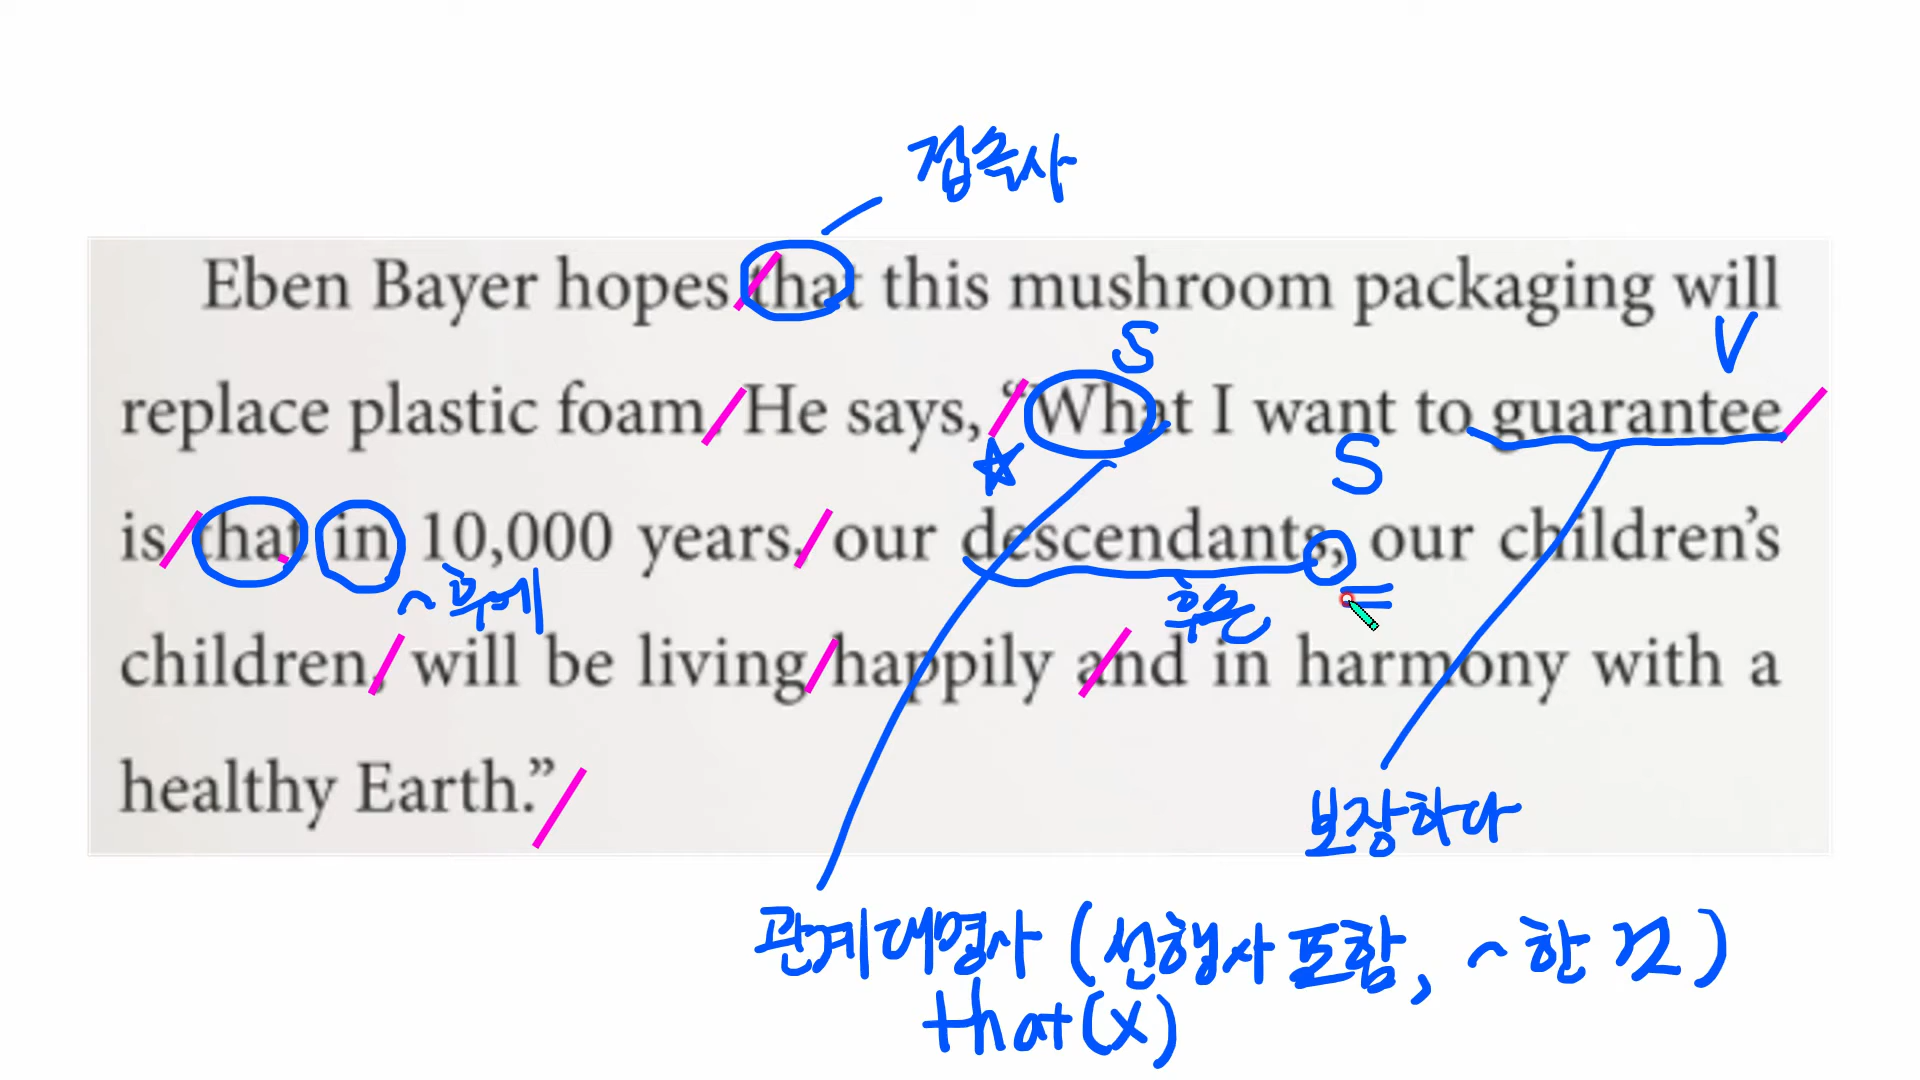 접속사
Eben Bayer hopes that this mushroom packaging will
S
V
replace plastic foam. He says, “What I want to guarantee
S
is that in 10,000 years, our descendants, our children’s
~후에
후손
=
children, will be living happily and in harmony with a
healthy Earth.”
보장하다
관계대명사 (선행사 포함, ~한 것)
that(X)